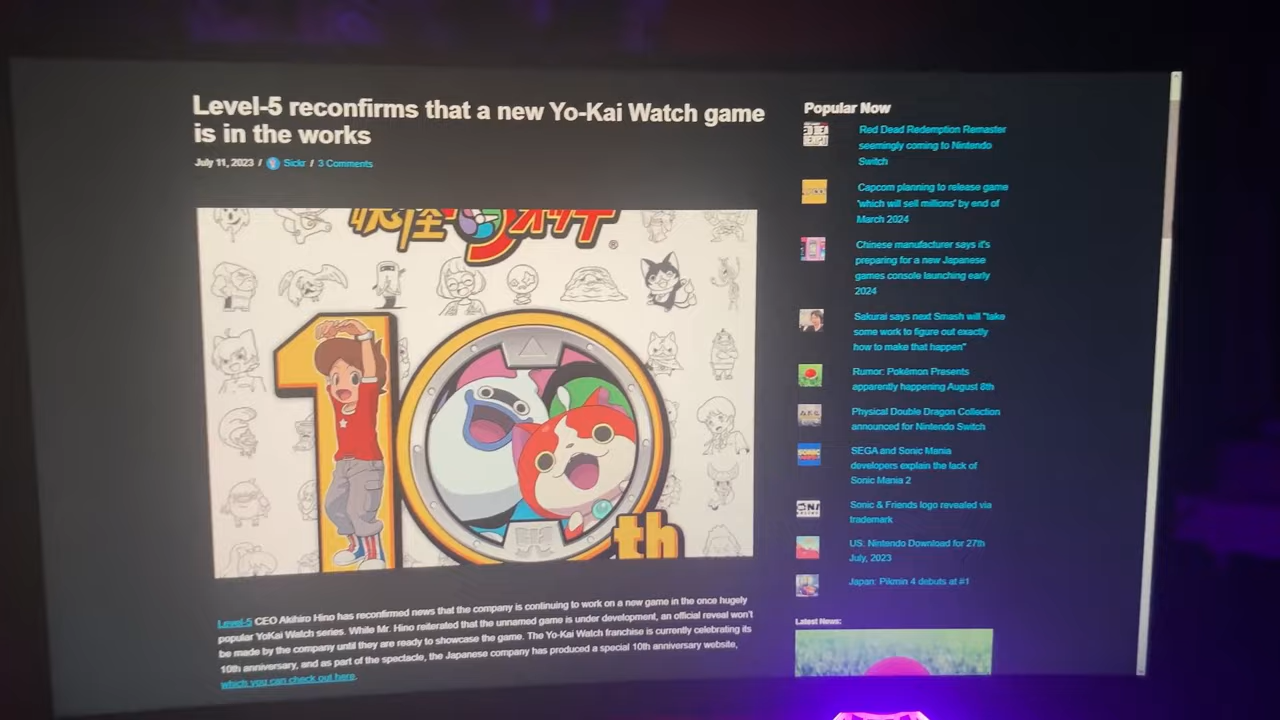 Level-5 reconfirms that a new Yo-Kai Watch game
is in the works
July 11, 2023 / Sickr / 3 Comments
妖怪ウォッチ
®
10th
Level-5 CEO Akihiro Hino has reconfirmed news that the company is continuing to work on a new game in the once hugely
popular YoKai Watch series. While Mr. Hino reiterated that the unnamed game is under development, an official reveal won't
be made by the company until they are ready to showcase the game. The Yo-Kai Watch franchise is currently celebrating its
10th anniversary, and as part of the spectacle, the Japanese company has produced a special 10th anniversary website,
which you can check out here.
Popular Now
Red Dead Redemption Remaster
seemingly coming to Nintendo
Switch
Capcom planning to release game
'which will sell millions' by end of
March 2024
Chinese manufacturer says it's
preparing for a new Japanese
games console launching early
2024
Sakurai says next Smash will "take
some work to figure out exactly
how to make that happen"
Rumor: Pokémon Presents
apparently happening August 8th
Physical Double Dragon Collection
announced for Nintendo Switch
SEGA and Sonic Mania
developers explain the lack of
Sonic Mania 2
Sonic & Friends logo revealed via
trademark
US: Nintendo Download for 27th
July, 2023
Japan: Pikmin 4 debuts at #1
Latest News: